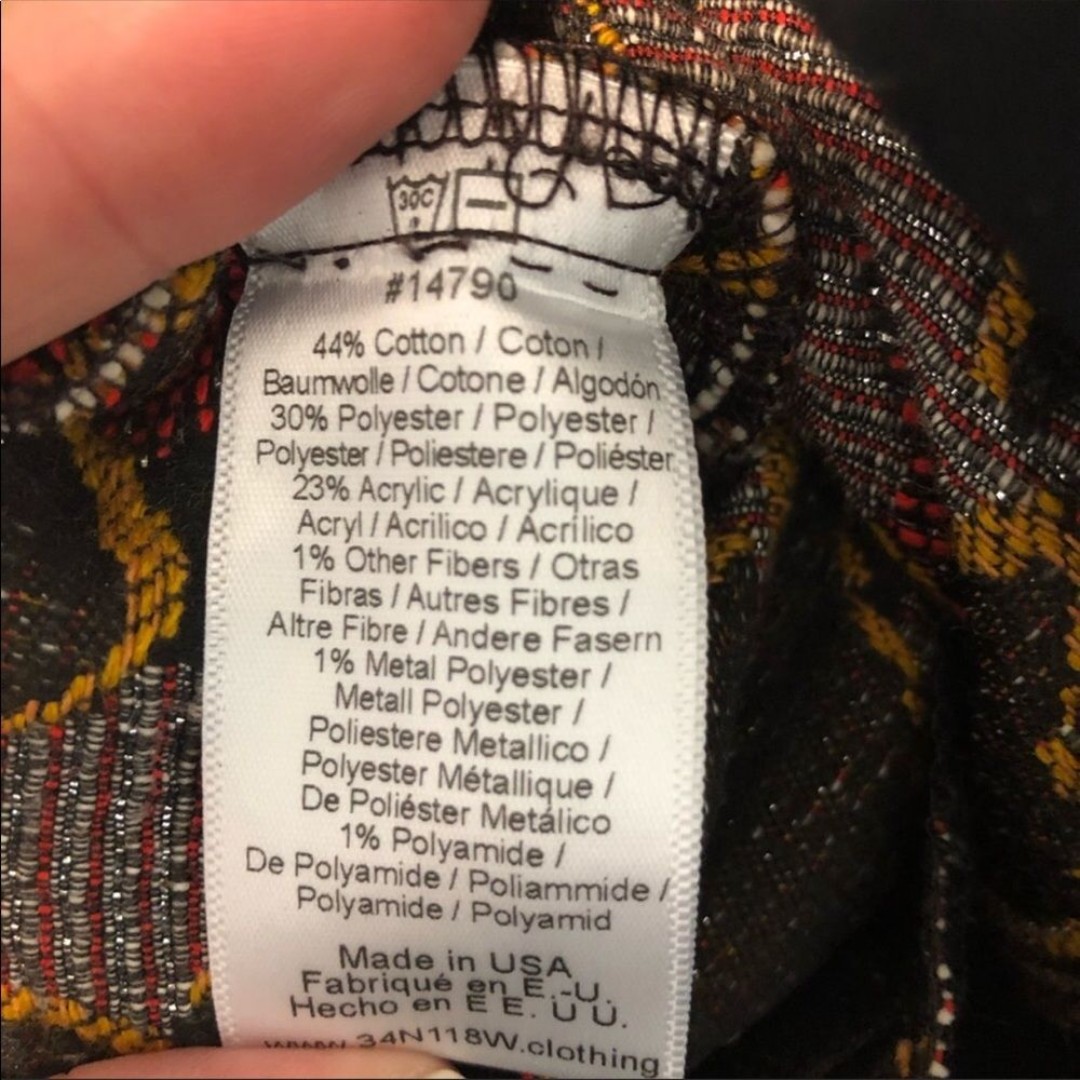 30C
#14790
44% Cotton / Coton /
Baumwolle / Cotone / Algodón
30% Polyester / Polyester /
Polyester / Poliestere / Poliéster
23% Acrylic / Acrylique /
Acryl / Acrilico / Acrílico
1% Other Fibers / Otras
Fibras / Autres Fibres /
Altre Fibre / Andere Fasern
1% Metal Polyester /
Metall Polyester /
Poliestere Metallico /
Polyester Métallique /
De Poliéster Metálico
1% Polyamide /
De Polyamide / Poliammide /
Polyamide / Polyamid
Made in USA
Fabriqué en E.-U.
Hecho en E E. U U.
34N118W.clothing